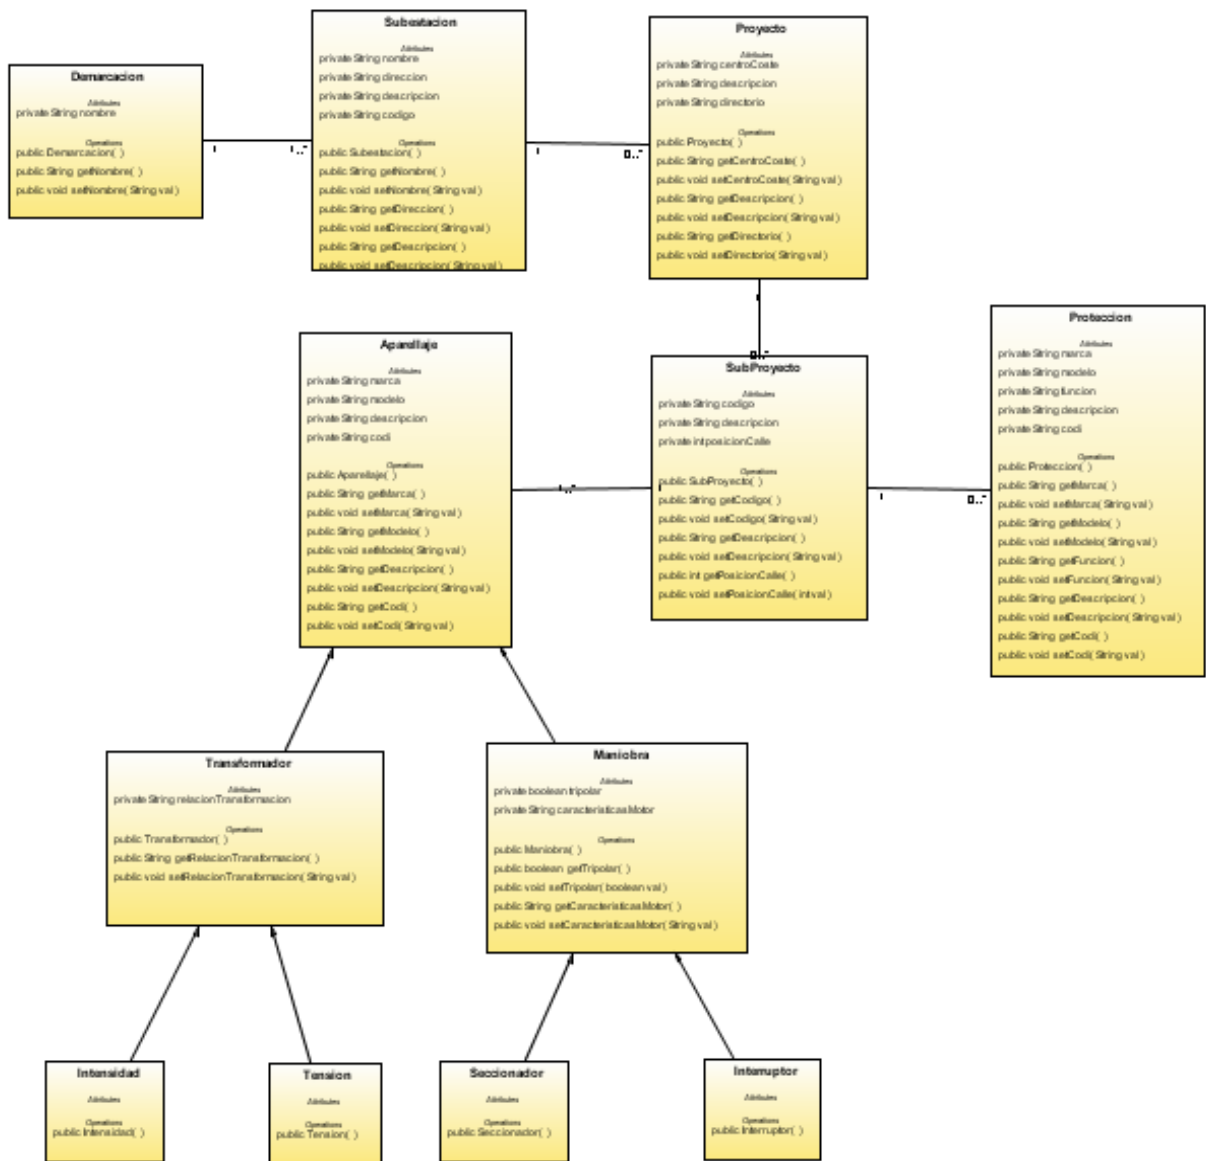 Demarcacion
Attributes
private String nombre
Operations
public Demarcacion( )
public String getNombre( )
public void setNombre( String val )
1
1..*
Subestacion
Attributes
private String nombre
private String direccion
private String descripcion
private String codigo
Operations
public Subestacion( )
public String getNombre( )
public void setNombre( String val )
public String getDireccion( )
public void setDireccion( String val )
public String getDescripcion( )
public void setDescripcion( String val )
1
0..*
Proyecto
Attributes
private String centroCoste
private String descripcion
private String directorio
Operations
public Proyecto( )
public String getCentroCoste( )
public void setCentroCoste( String val )
public String getDescripcion( )
public void setDescripcion( String val )
public String getDirectorio( )
public void setDirectorio( String val )
1
0..*
Aparellaje
Attributes
private String marca
private String modelo
private String descripcion
private String codi
Operations
public Aparellaje( )
public String getMarca( )
public void setMarca( String val )
public String getModelo( )
public void setModelo( String val )
public String getDescripcion( )
public void setDescripcion( String val )
public String getCodi( )
public void setCodi( String val )
1..*
1
SubProyecto
Attributes
private String codigo
private String descripcion
private int posicionCalle
Operations
public SubProyecto( )
public String getCodigo( )
public void setCodigo( String val )
public String getDescripcion( )
public void setDescripcion( String val )
public int getPosicionCalle( )
public void setPosicionCalle( int val )
1
0..*
Proteccion
Attributes
private String marca
private String modelo
private String funcion
private String descripcion
private String codi
Operations
public Proteccion( )
public String getMarca( )
public void setMarca( String val )
public String getModelo( )
public void setModelo( String val )
public String getFuncion( )
public void setFuncion( String val )
public String getDescripcion( )
public void setDescripcion( String val )
public String getCodi( )
public void setCodi( String val )
Transformador
Attributes
private String relacionTransformacion
Operations
public Transformador( )
public String getRelacionTransformacion( )
public void setRelacionTransformacion( String val )
Maniobra
Attributes
private boolean tripolar
private String caracteristicasMotor
Operations
public Maniobra( )
public boolean getTripolar( )
public void setTripolar( boolean val )
public String getCaracteristicasMotor( )
public void setCaracteristicasMotor( String val )
Intensidad
Attributes
Operations
public Intensidad( )
Tension
Attributes
Operations
public Tension( )
Seccionador
Attributes
Operations
public Seccionador( )
Interruptor
Attributes
Operations
public Interruptor( )